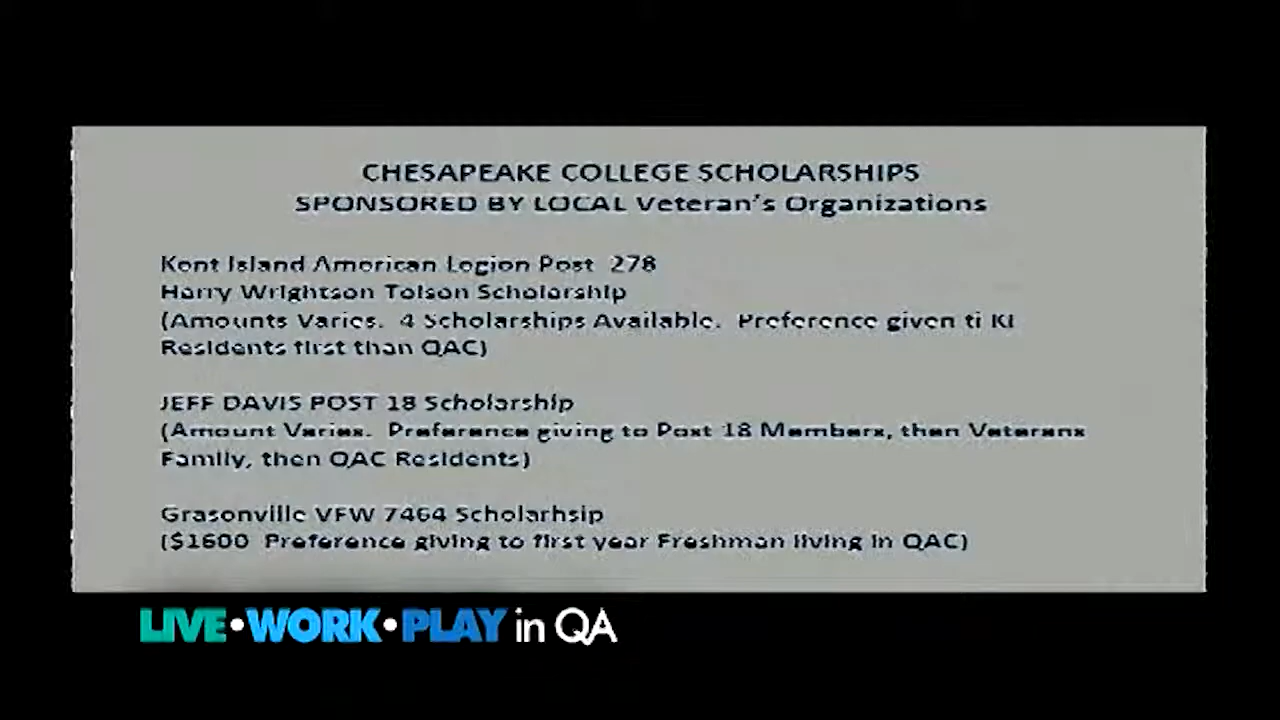 CHESAPEAKE COLLEGE SCHOLARSHIPS
SPONSORED BY LOCAL Veteran's Organizations
Kent Island American Legion Post 278
Harry Wrightson Tolson Scholarship
(Amounts Varies. 4 Scholarships Available. Preference given ti KI
Residents first than QAC)
JEFF DAVIS POST 18 Scholarship
(Amount Varies. Preference giving to Post 18 Members, then Veterans
Family, then QAC Residents)
Grasonville VFW 7464 Scholarhsip
($1600 Preference giving to first year Freshman living in QAC)
LIVE•WORK•PLAY in QA